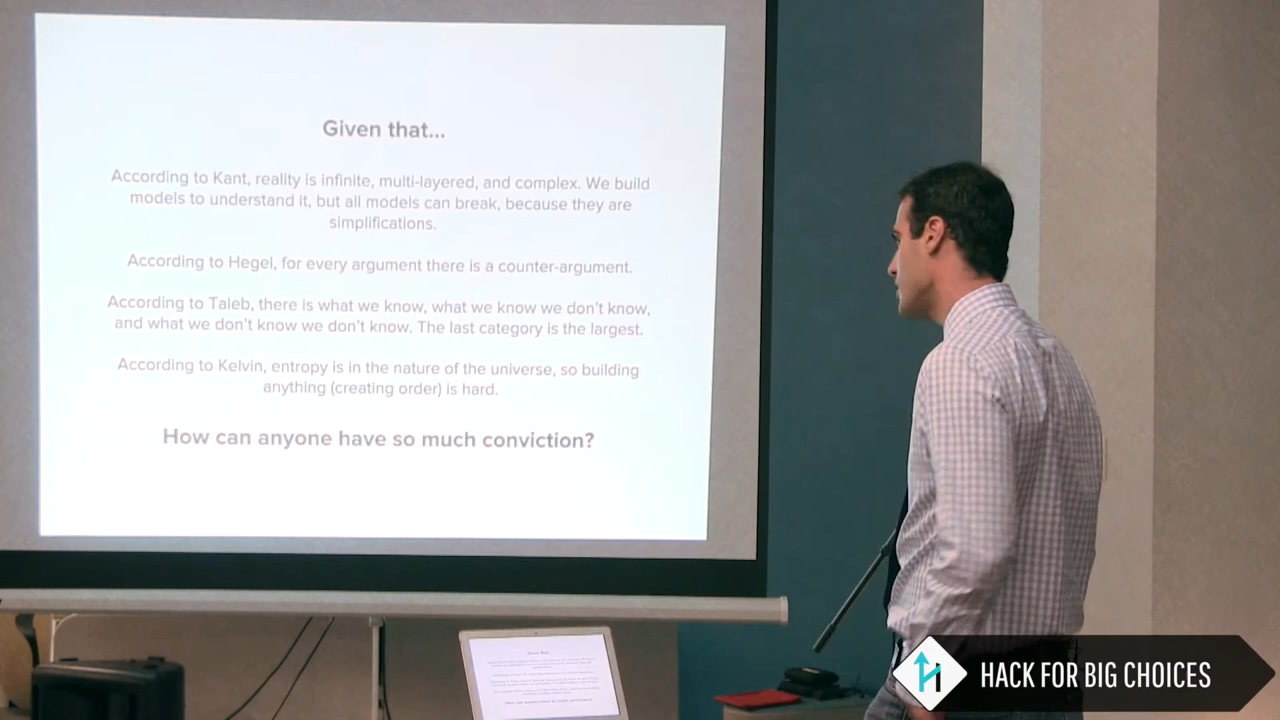 Given that...
According to Kant, reality is infinite, multi-layered, and complex. We build
models to understand it, but all models can break, because they are
simplifications.
According to Hegel, for every argument there is a counter-argument.
According to Taleb, there is what we know, what we know we don't know,
and what we don't know we don't know. The last category is the largest.
According to Kelvin, entropy is in the nature of the universe, so building
anything (creating order) is hard.
How can anyone have so much conviction?
HACK FOR BIG CHOICES